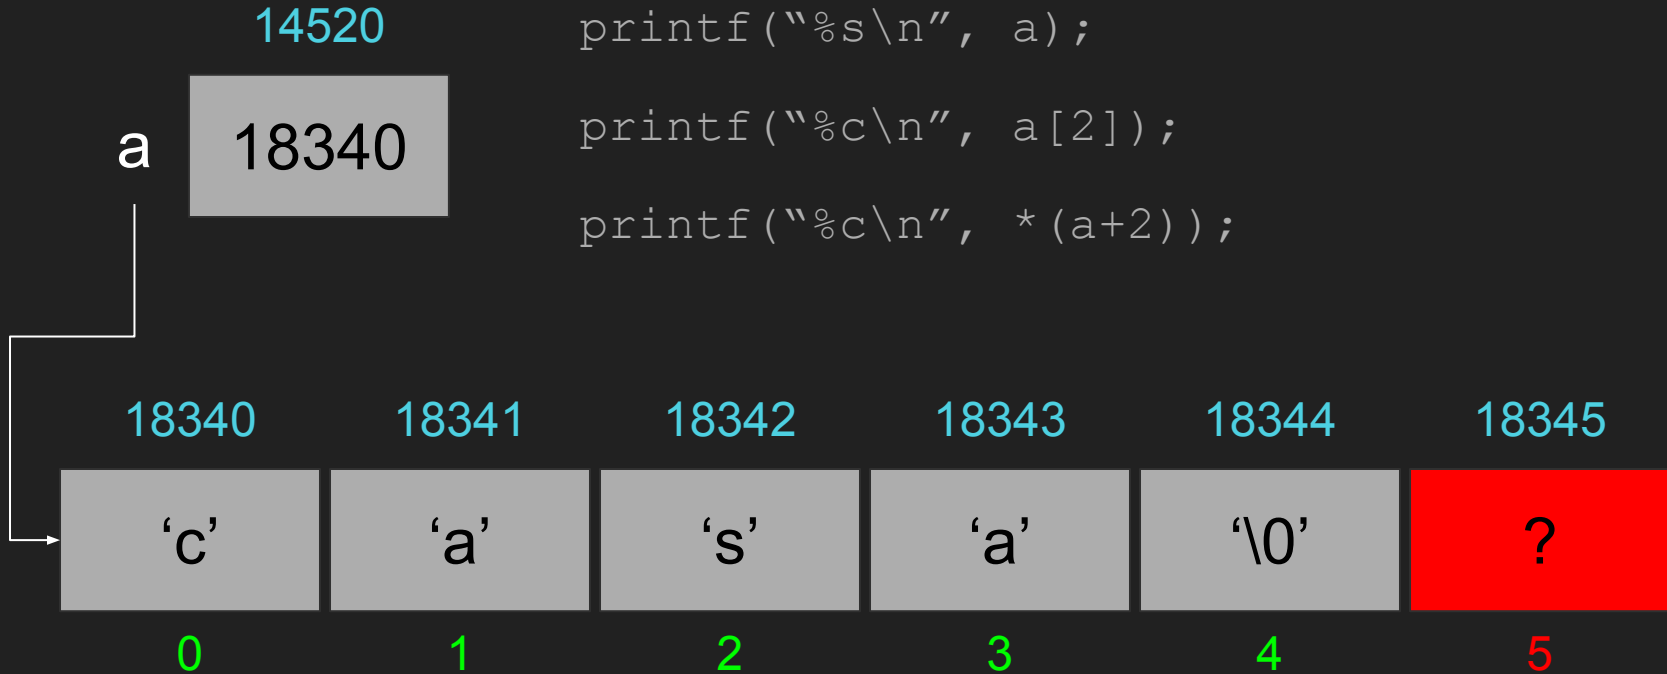 14520
printf(“%s\n”, a);
a
18340
printf(“%c\n”, a[2]);
printf(“%c\n”, *(a+2));
18340 18341 18342 18343 18344 18345
‘c’ ‘a’ ‘s’ ‘a’ ‘\0’ ?
0 1 2 3 4 5